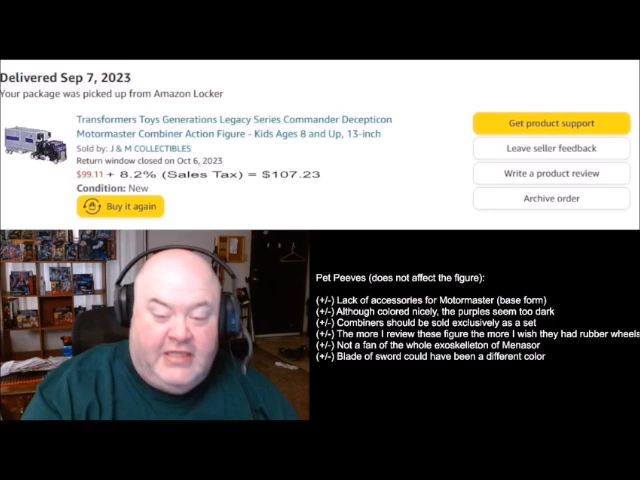 Delivered Sep 7, 2023
Your package was picked up from Amazon Locker
Transformers Toys Generations Legacy Series Commander Decepticon
Motormaster Combiner Action Figure - Kids Ages 8 and Up, 13-inch
Sold by: J & M COLLECTIBLES
Return window closed on Oct 6, 2023
$99.11 + 8.2% (Sales Tax) = $107.23
Condition: New
Buy it again
Get product support
Leave seller feedback
Write a product review
Archive order
Pet Peeves (does not affect the figure):
(+/-) Lack of accessories for Motormaster (base form)
(+/-) Although colored nicely, the purples seem too dark
(+/-) Combiners should be sold exclusively as a set
(+/-) The more I review these figure the more I wish they had rubber wheels
(+/-) Not a fan of the whole exoskelleton of Menasor
(+/-) Blade of sword could have been a different color